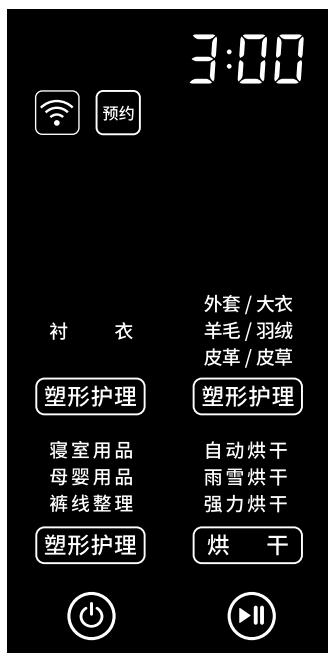 3:00
预约
衬 衣
塑形护理
外套/大衣
羊毛/羽绒
皮革/皮草
塑形护理
寝室用品
母婴用品
裤线整理
塑形护理
自动烘干
雨雪烘干
强力烘干
烘 干